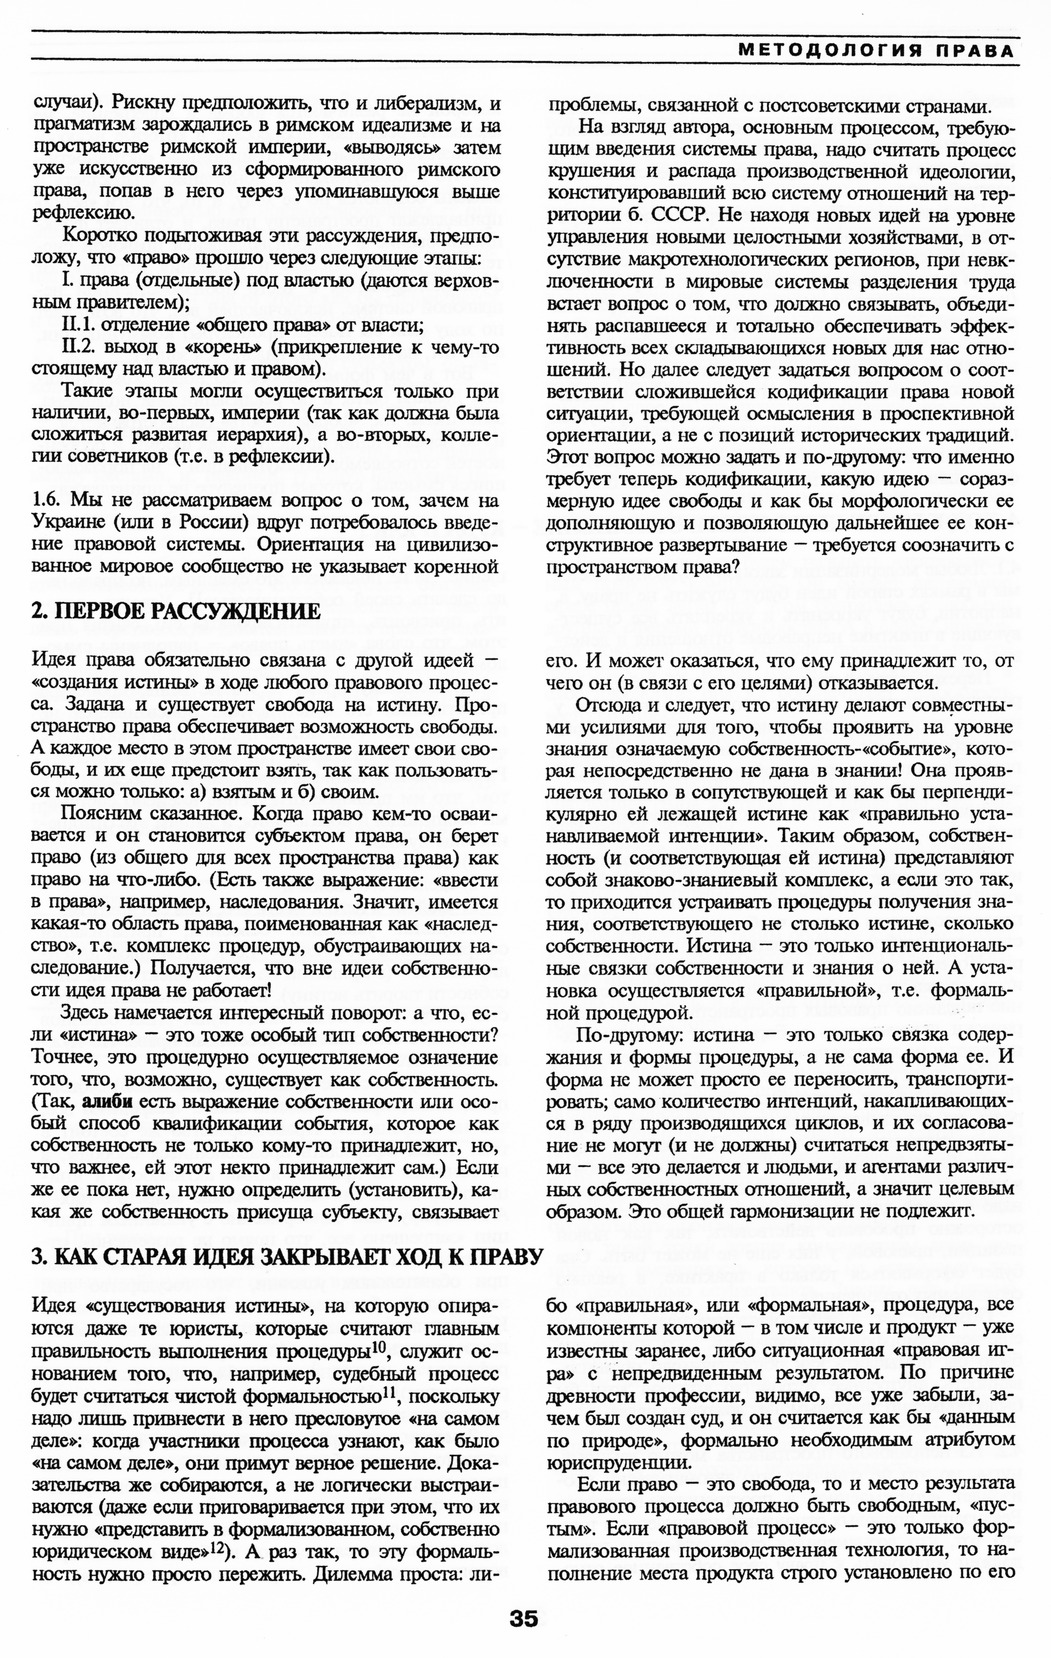 МЕТОДОЛОГИЯ ПРАВА
случаи). Рискну предположить, что и либерализм, и
прагматизм зарождались в римском идеализме и на
пространстве римской империи, «выводясь» затем
уже искусственно из сформированного римского
права, попав в него через упоминавшуюся выше
рефлексию.
Коротко подытоживая эти рассуждения, предпо-
ложу, что «право» прошло через следующие этапы:
I. права (отдельные) под властью (даются верхов-
ным правителем);
II.1. отделение «общего права» от власти;
II.2. выход в «корень» (прикрепление к чему-то
стоящему над властью и правом).
Такие этапы могли осуществиться только при
наличии, во-первых, империи (так как должна была
сложиться развитая иерархия), а во-вторых, колле-
гии советников (т.е. в рефлексии).
1.6. Мы не рассматриваем вопрос о том, зачем на
Украине (или в России) вдруг потребовалось введе-
ние правовой системы. Ориентация на цивилизо-
ванное мировое сообщество не указывает коренной
проблемы, связанной с постсоветскими странами.
На взгляд автора, основным процессом, требую-
щим введения системы права, надо считать процесс
крушения и распада производственной идеологии,
конституировавший всю систему отношений на тер-
ритории б. СССР. Не находя новых идей на уровне
управления новыми целостными хозяйствами, в от-
сутствие макротехнологических регионов, при невк-
люченности в мировые системы разделения труда
встает вопрос о том, что должно связывать, объеди-
нять распавшееся и тотально обеспечивать эффек-
тивность всех складывающихся новых для нас отно-
шений. Но далее следует задаться вопросом о соот-
ветствии сложившейся кодификации права новой
ситуации, требующей осмысления в проспективной
ориентации, а не с позиций исторических традиций.
Этот вопрос можно задать и по-другому: что именно
требует теперь кодификации, какую идею — сораз-
мерную идее свободы и как бы морфологически ее
дополняющую и позволяющую дальнейшее ее кон-
структивное развертывание — требуется соозначить с
пространством права?
2. ПЕРВОЕ РАССУЖДЕНИЕ
Идея права обязательно связана с другой идеей —
«создания истины» в ходе любого правового процес-
са. Задана и существует свобода на истину. Про-
странство права обеспечивает возможность свободы.
А каждое место в этом пространстве имеет свои сво-
боды, и их еще предстоит взять, так как пользовать-
ся можно только: а) взятым и б) своим.
Поясним сказанное. Когда право кем-то осваи-
вается и он становится субъектом права, он берет
право (из общего для всех пространства права) как
право на что-либо. (Есть также выражение: «ввести
в права», например, наследования. Значит, имеется
какая-то область права, поименованная как «наслед-
ство», т.е. комплекс процедур, обустраивающих на-
следование.) Получается, что вне идеи собственно-
сти идея права не работает!
Здесь намечается интересный поворот: а что, ес-
ли «истина» — это тоже особый тип собственности?
Точнее, это процедурно осуществляемое означение
того, что, возможно, существует как собственность.
(Так, алиби есть выражение собственности или осо-
бый способ квалификации события, которое как
собственность не только кому-то принадлежит, но,
что важнее, ей этот некто принадлежит сам.) Если
же ее пока нет, нужно определить (установить), ка-
кая же собственность присуща субъекту, связывает
его. И может оказаться, что ему принадлежит то, от
чего он (в связи с его целями) отказывается.
Отсюда и следует, что истину делают совместны-
ми усилиями для того, чтобы проявить на уровне
знания означаемую собственность-«событие», кото-
рая непосредственно не дана в знании! Она прояв-
ляется только в сопутствующей и как бы перпенди-
кулярно ей лежащей истине как «правильно уста-
навливаемой интенции». Таким образом, собствен-
ность (и соответствующая ей истина) представляют
собой знаково-знаниевый комплекс, а если это так,
то приходится устраивать процедуры получения зна-
ния, соответствующего не столько истине, сколько
собственности. Истина — это только интенциональ-
ные связки собственности и знания о ней. А уста-
новка осуществляется «правильной», т.е. формаль-
ной процедурой.
По-другому: истина — это только связка содер-
жания и формы процедуры, а не сама форма ее. И
форма не может просто ее переносить, транспорти-
ровать; само количество интенций, накапливающих-
ся в ряду производящихся циклов, и их согласова-
ние не могут (и не должны) считаться непредвзяты-
ми — все это делается и людьми, и агентами различ-
ных собственностных отношений, а значит целевым
образом. Это общей гармонизации не подлежит.
3. КАК СТАРАЯ ИДЕЯ ЗАКРЫВАЕТ ХОД К ПРАВУ
Идея «существования истины», на которую опира-
ются даже те юристы, которые считают главным
правильность выполнения процедуры¹⁰, служит ос-
нованием того, что, например, судебный процесс
будет считаться чистой формальностью¹¹, поскольку
надо лишь привнести в него пресловутое «на самом
деле»: когда участники процесса узнают, как было
«на самом деле», они примут верное решение. Дока-
зательства же собираются, а не логически выстраи-
ваются (даже если приговаривается при этом, что их
нужно «представить в формализованном, собственно
юридическом виде»¹²). А раз так, то эту формаль-
ность нужно просто пережить. Дилемма проста: ли-
бо «правильная», или «формальная», процедура, все
компоненты которой — в том числе и продукт — уже
известны заранее, либо ситуационная «правовая иг-
ра» с непредвиденным результатом. По причине
древности профессии, видимо, все уже забыли, за-
чем был создан суд, и он считается как бы «данным
по природе», формально необходимым атрибутом
юриспруденции.
Если право — это свобода, то и место результата
правового процесса должно быть свободным, «пус-
тым». Если «правовой процесс» — это только фор-
мализованная производственная технология, то на-
полнение места продукта строго установлено по его
35